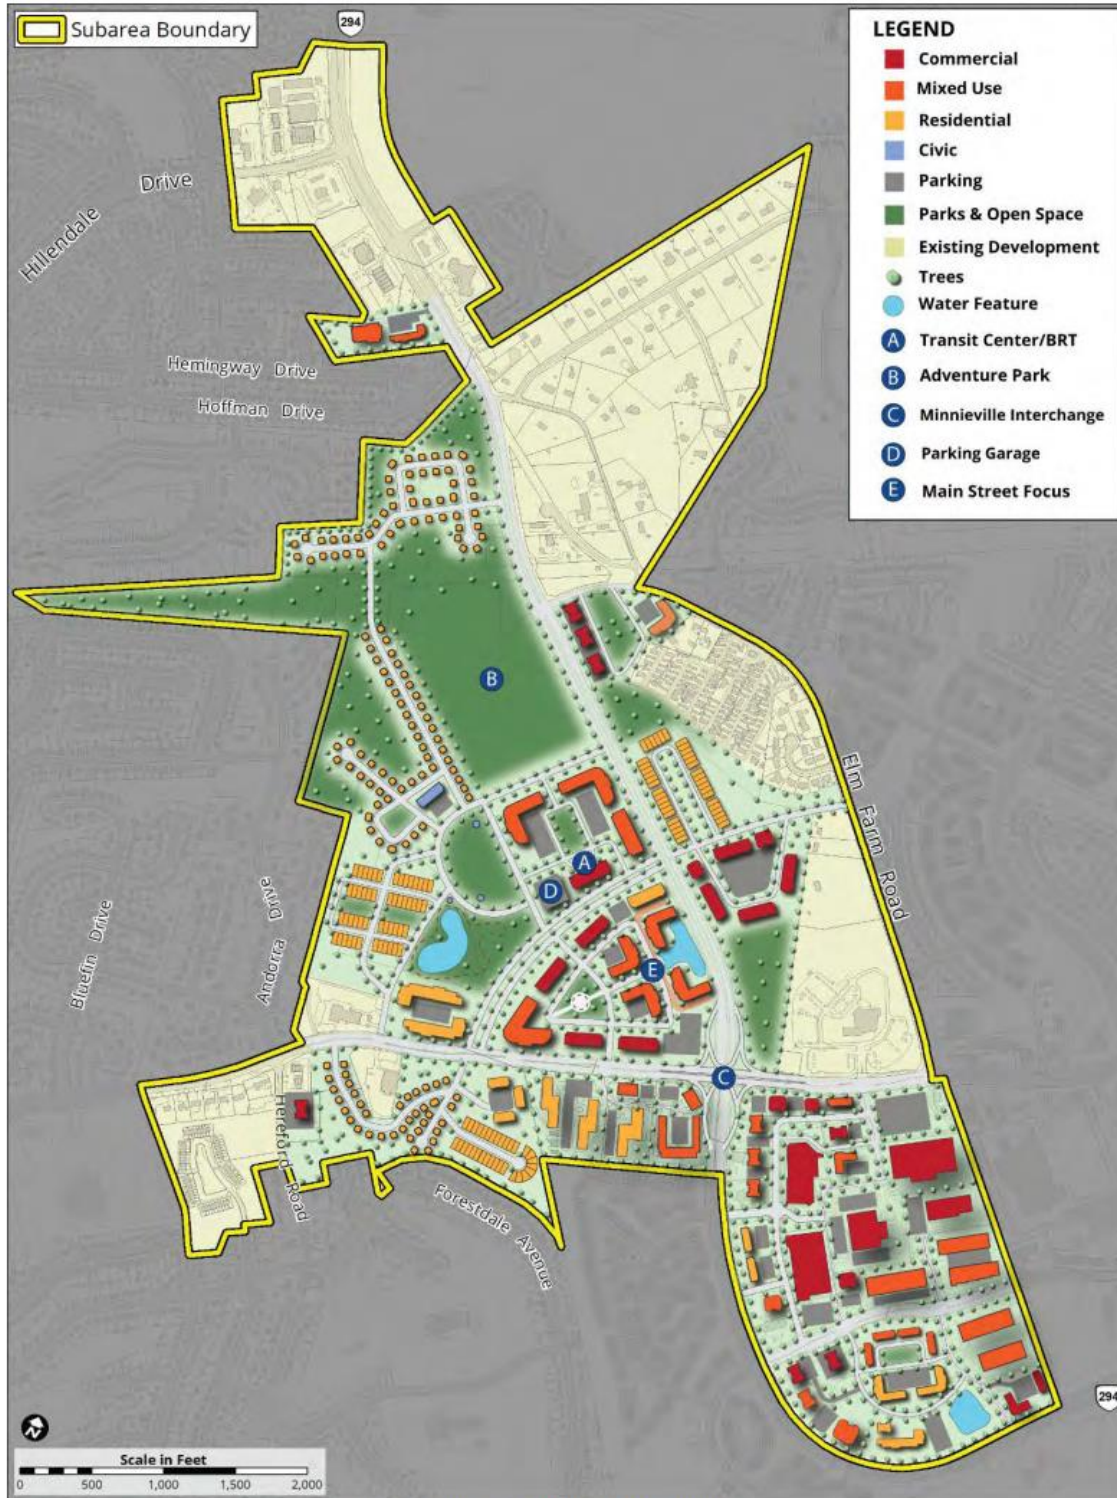 Subarea Boundary
294
LEGEND
Commercial
Mixed Use
Residential
Civic
Parking
Parks & Open Space
Existing Development
Trees
Water Feature
A Transit Center/BRT
B Adventure Park
C Minnieville Interchange
D Parking Garage
E Main Street Focus
Hillendale Drive
Hemingway Drive
Hoffman Drive
B
Elm Farm Road
A
D
E
Bluefin Drive
Andorra Drive
C
Hereford Road
Forestdale Avenue
294
N
Scale in Feet
0 500 1,000 1,500 2,000